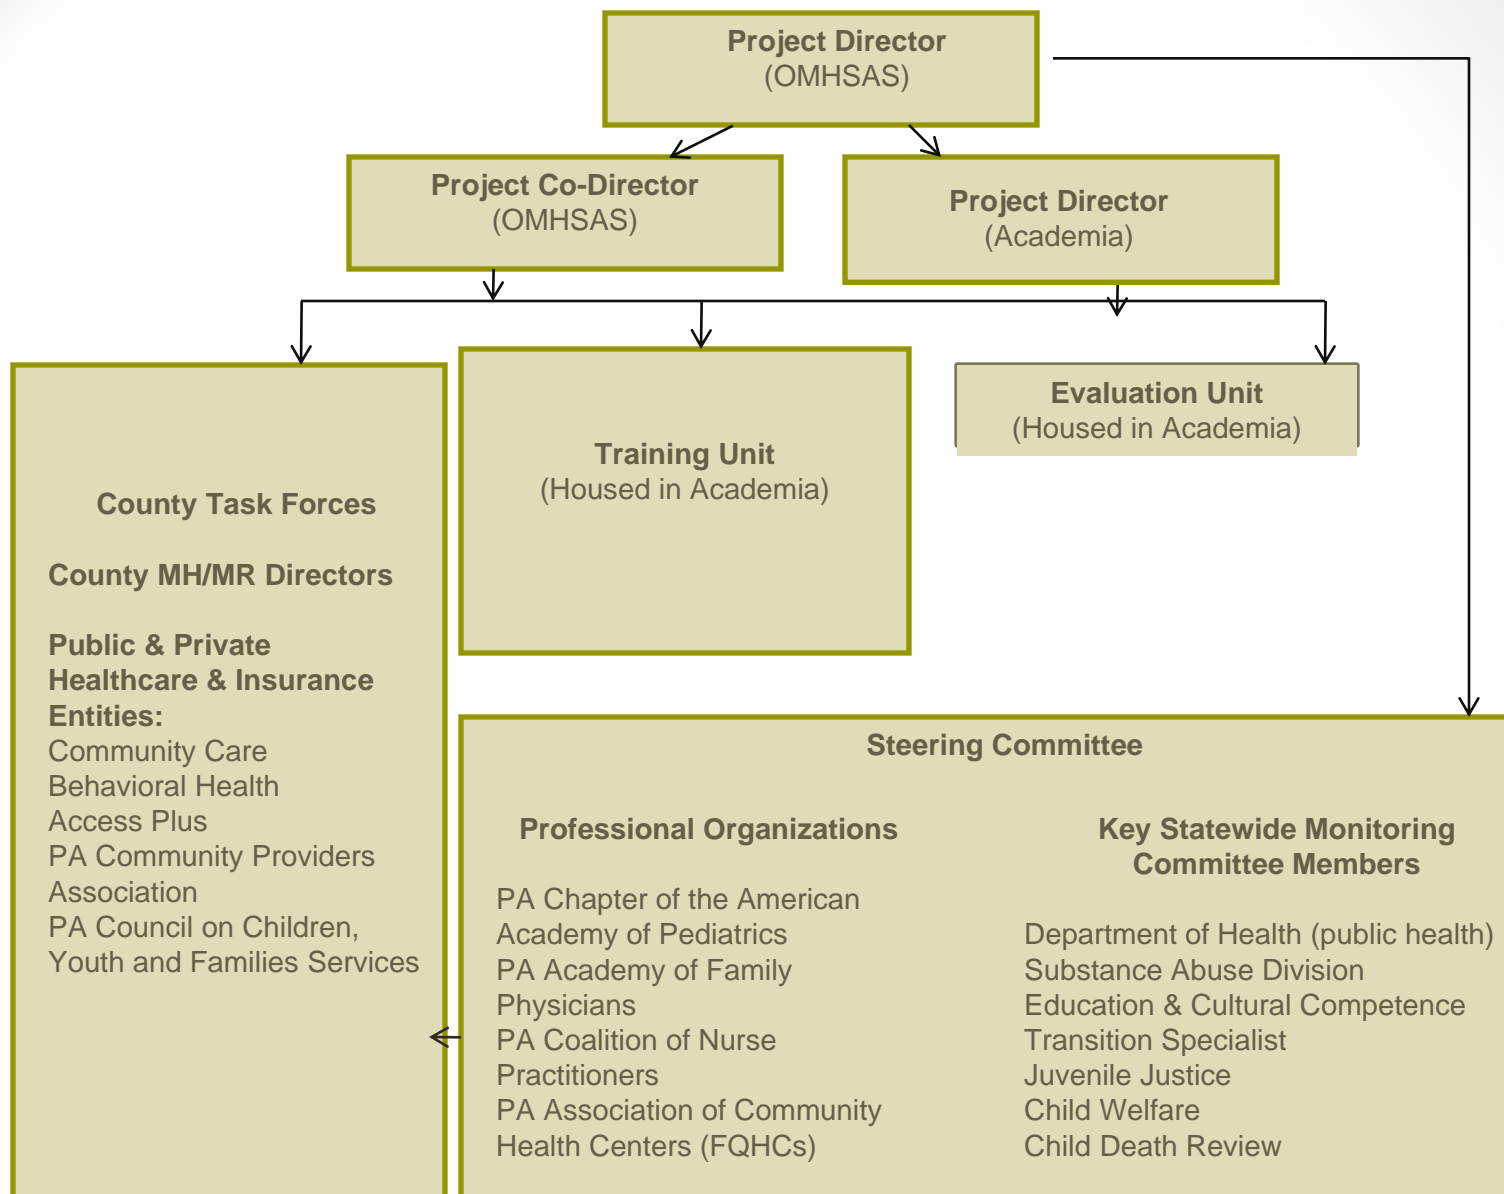 Project Director
(OMHSAS)
Project Co-Director
(OMHSAS)
Project Director
(Academia)
County Task Forces
County MH/MR Directors
Public & Private
Healthcare & Insurance
Entities:
Community Care
Behavioral Health
Access Plus
PA Community Providers
Association
PA Council on Children,
Youth and Families Services
Training Unit
(Housed in Academia)
Evaluation Unit
(Housed in Academia)
Steering Committee
Professional Organizations
PA Chapter of the American
Academy of Pediatrics
PA Academy of Family
Physicians
PA Coalition of Nurse
Practitioners
PA Association of Community
Health Centers (FQHCs)
Key Statewide Monitoring
Committee Members
Department of Health (public health)
Substance Abuse Division
Education & Cultural Competence
Transition Specialist
Juvenile Justice
Child Welfare
Child Death Review